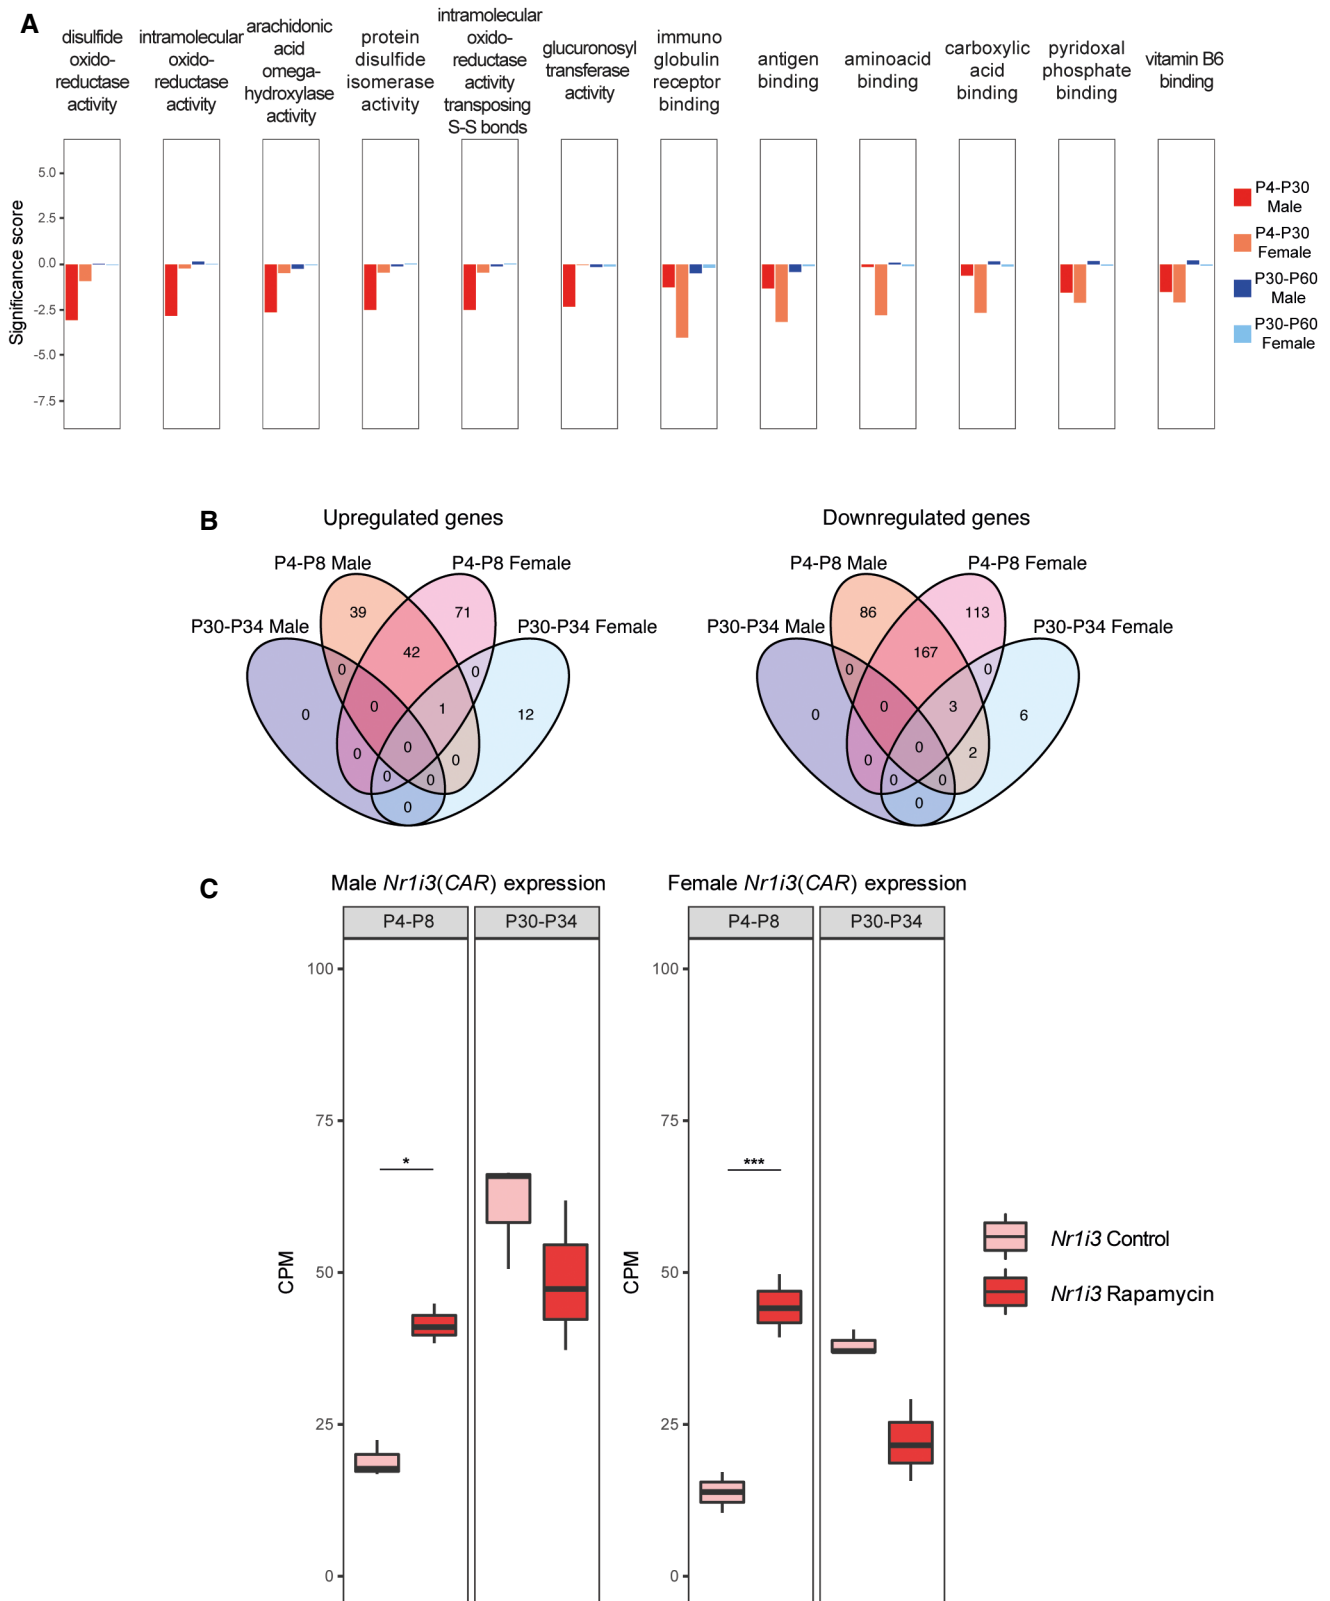 A
disulfide
oxido-
reductase
activity
intramolecular
oxido-
reductase
activity
arachidonic
acid
omega-
hydroxylase
activity
protein
disulfide
isomerase
activity
intramolecular
oxido-
reductase
activity
transposing
S-S bonds
glucuronosyl
transferase
activity
immuno
globulin
receptor
binding
antigen
binding
aminoacid
binding
carboxylic
acid
binding
pyridoxal
phosphate
binding
vitamin B6
binding
Significance score
5.0
2.5
0.0
-2.5
-5.0
-7.5
P4-P30
Male
P4-P30
Female
P30-P60
Male
P30-P60
Female
B
Upregulated genes
P4-P8 Male
P4-P8 Female
P30-P34 Male
P30-P34 Female
39
71
42
0
0
0
0
1
12
0
0
0
0
0
0
Downregulated genes
P4-P8 Male
P4-P8 Female
P30-P34 Male
P30-P34 Female
86
113
167
0
0
0
0
3
6
0
0
2
0
0
0
C
Male Nr1i3(CAR) expression
P4-P8
P30-P34
CPM
100
75
50
25
0
*
Female Nr1i3(CAR) expression
P4-P8
P30-P34
CPM
100
75
50
25
0
***
Nr1i3 Control
Nr1i3 Rapamycin